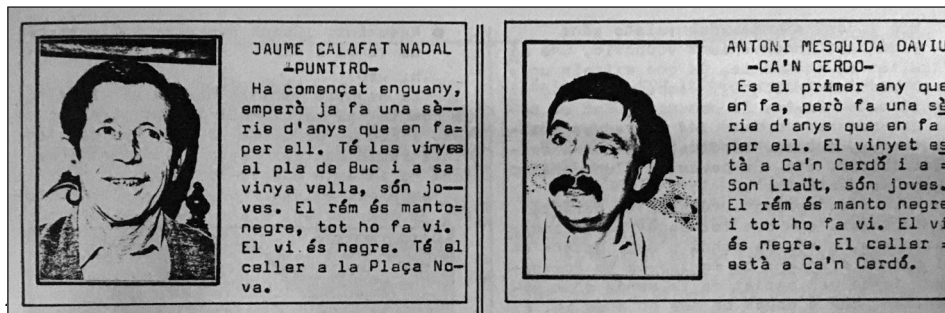 JAUME CALAFAT NADAL
-PUNTIRO-
Ha començat enguany,
emperò ja fa una sè--
rie d'anys que en fa=
per ell. Té les vinyes
al pla de Buc i a sa
vinya vella, són jo--
ves. El rém és manto=
negre, tot ho fa vi.
El vi és negre. Té el
celler a la Plaça No-
va.
ANTONI MESQUIDA DAVIU
-CA'N CERDO-
Es el primer any que
en fa, però fa una sè
rie d'anys que en fa
per ell. El vinyet es
tà a Ca'n Cerdó i a =
Son Llaüt, són joves.
El rém és manto negre
i tot ho fa vi. El vi
és negre. El celler =
està a Ca'n Cerdó.